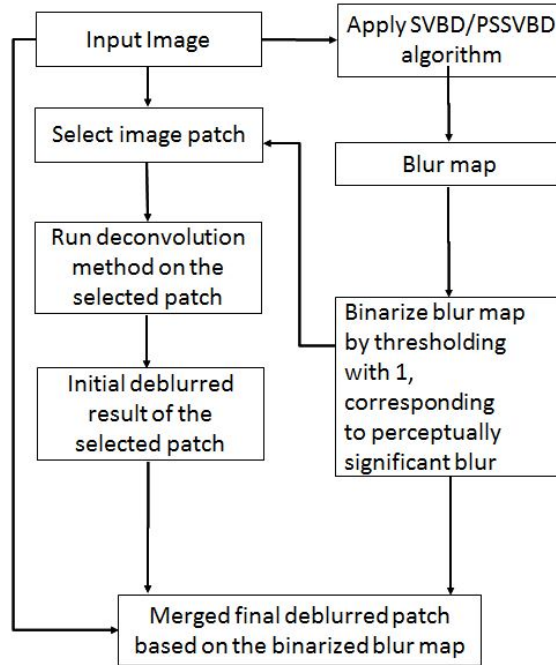 Input Image
Apply SVBD/PSSVBD
algorithm
Select image patch
Blur map
Run deconvolution
method on the
selected patch
Binarize blur map
by thresholding
with 1,
corresponding
to perceptually
significant blur
Initial deblurred
result of the
selected patch
Merged final deblurred patch
based on the binarized blur map